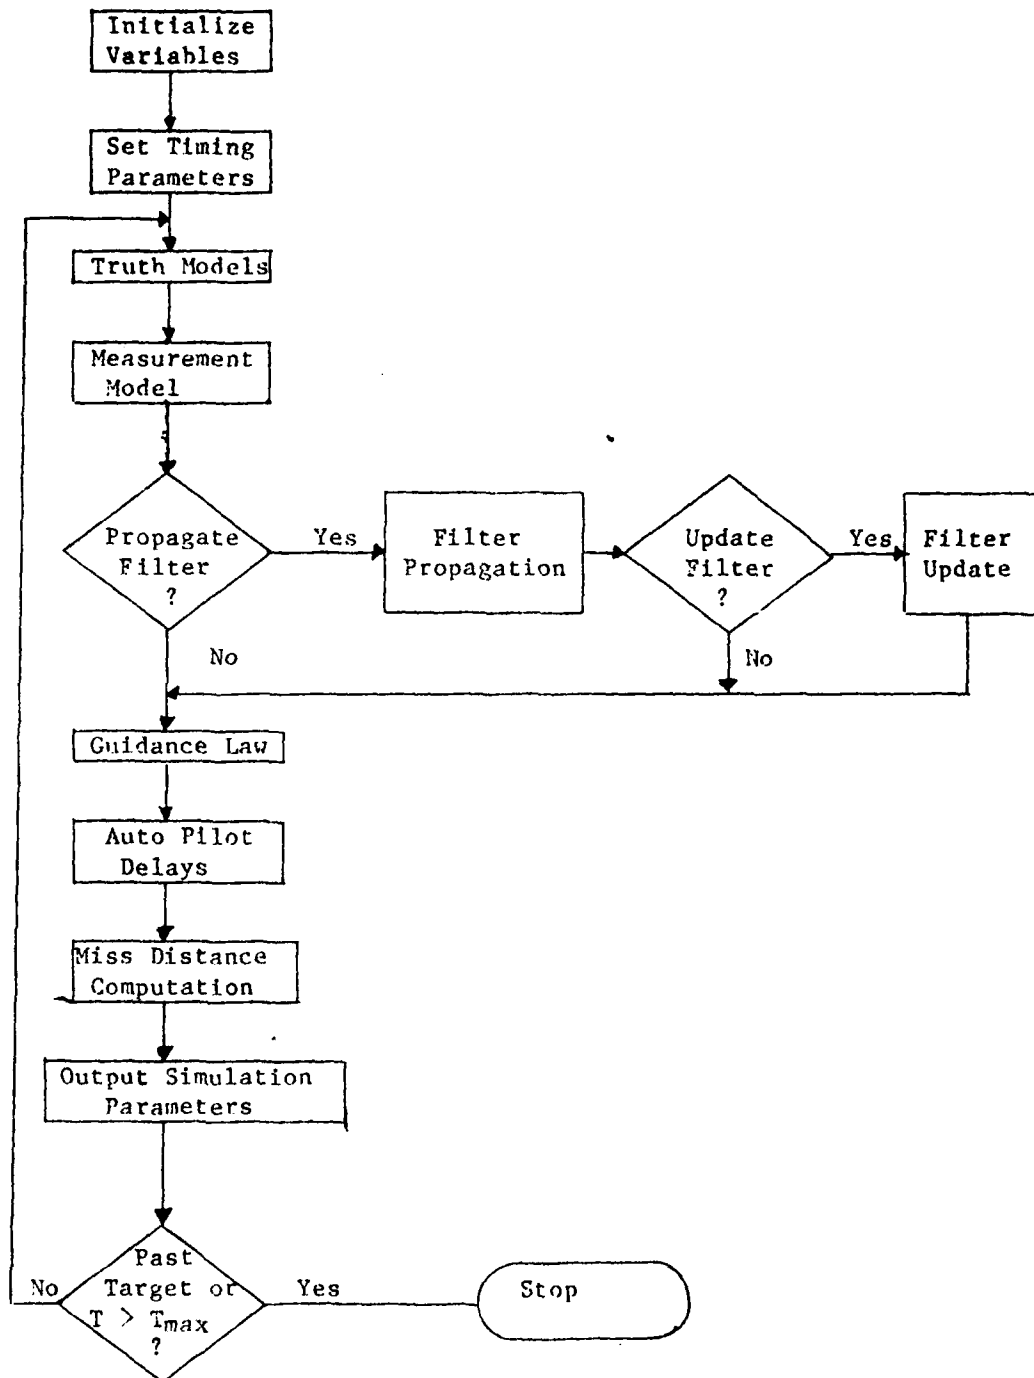 Initialize
Variables
Set Timing
Parameters
Truth Models
Measurement
Model
Propagate
Filter
?
Yes
Filter
Propagation
Update
Filter
?
Yes
Filter
Update
No
No
Guidance Law
Auto Pilot
Delays
Miss Distance
Computation
Output Simulation
Parameters
Past
Target or
T > Tmax
?
No
Yes
Stop